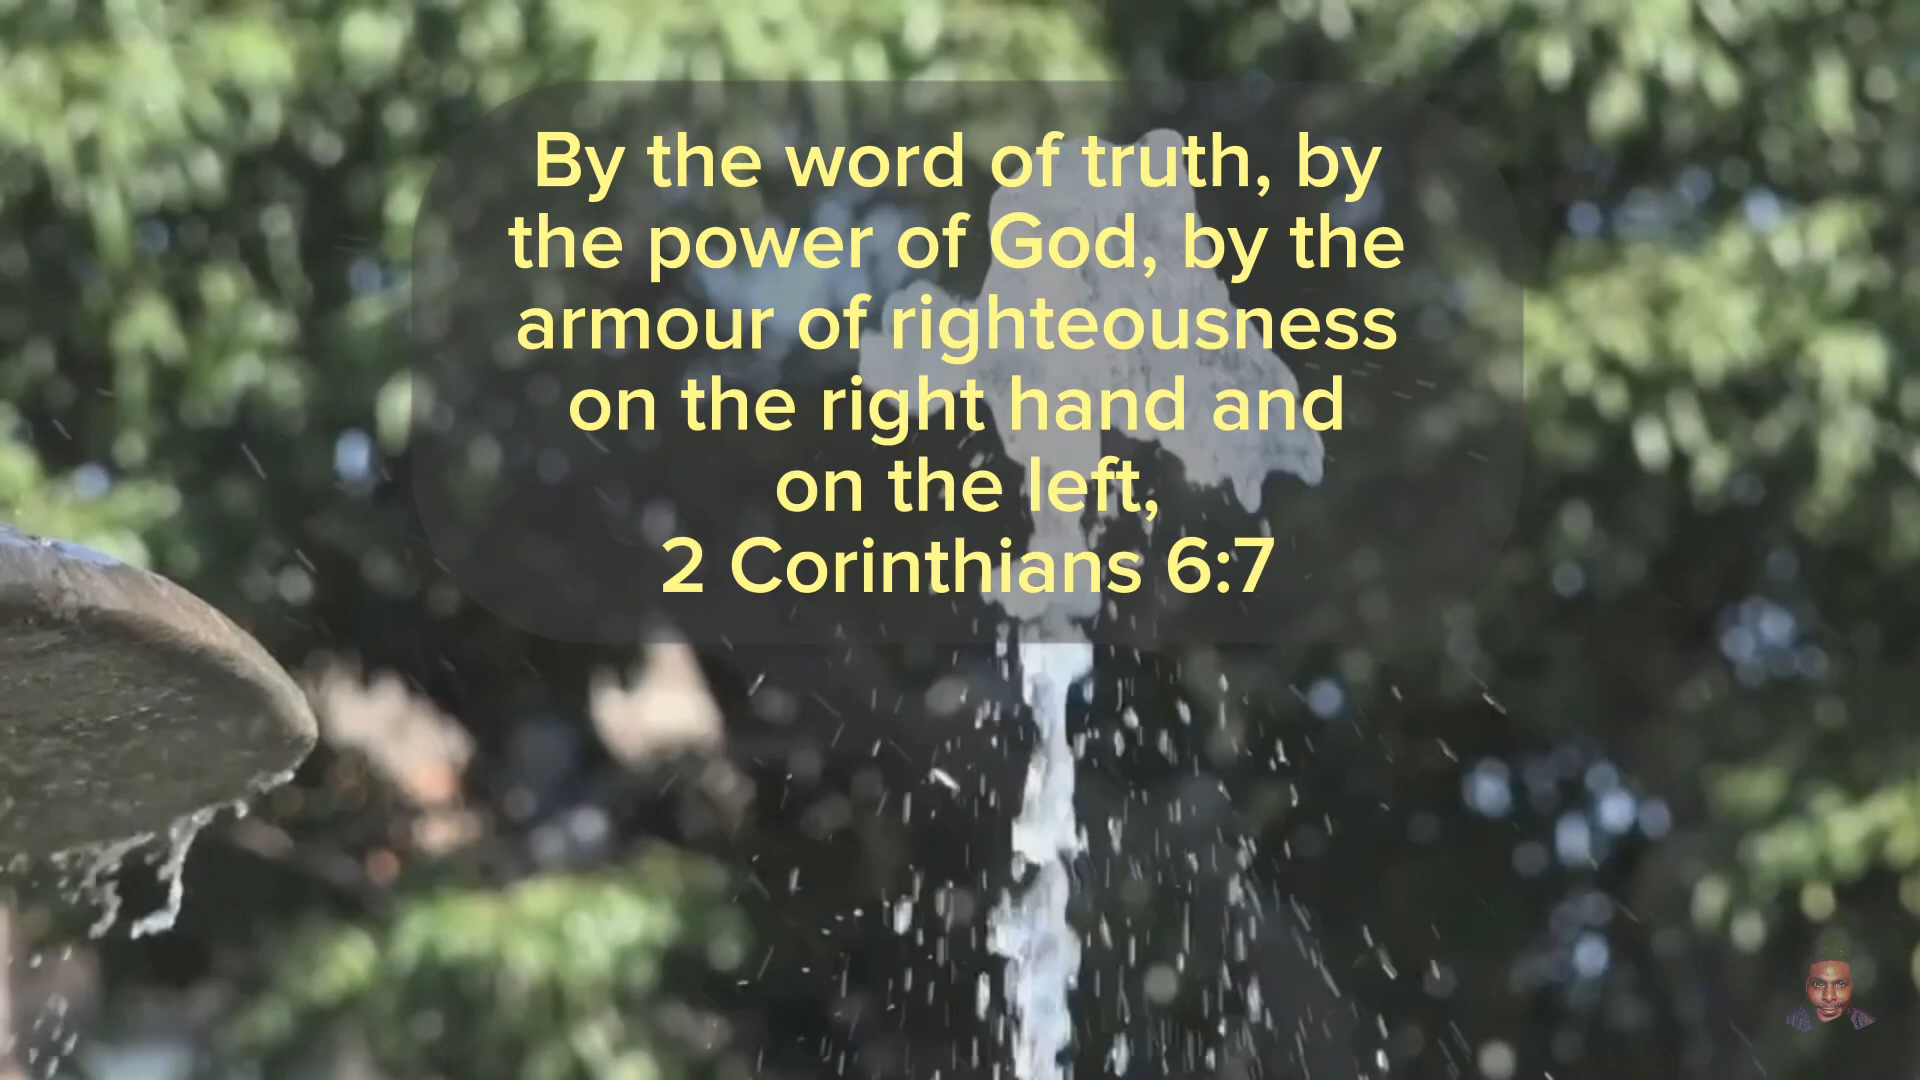 By the word of truth, by
the power of God, by the
armour of righteousness
on the right hand and
on the left,
2 Corinthians 6:7